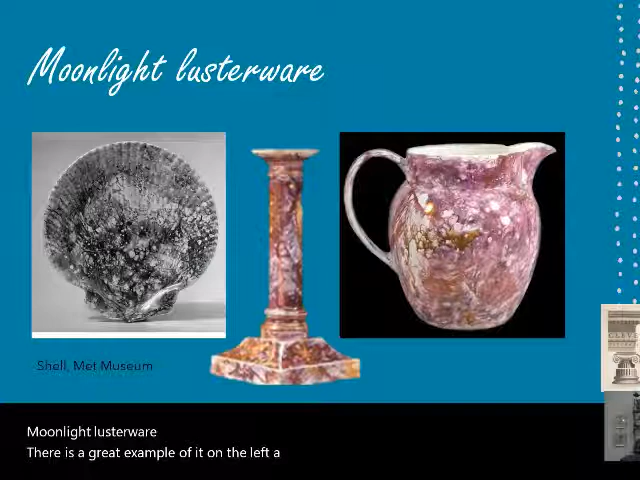 Moonlight lusterware
Shell, Met Museum
Moonlight lusterware
There is a great example of it on the left a